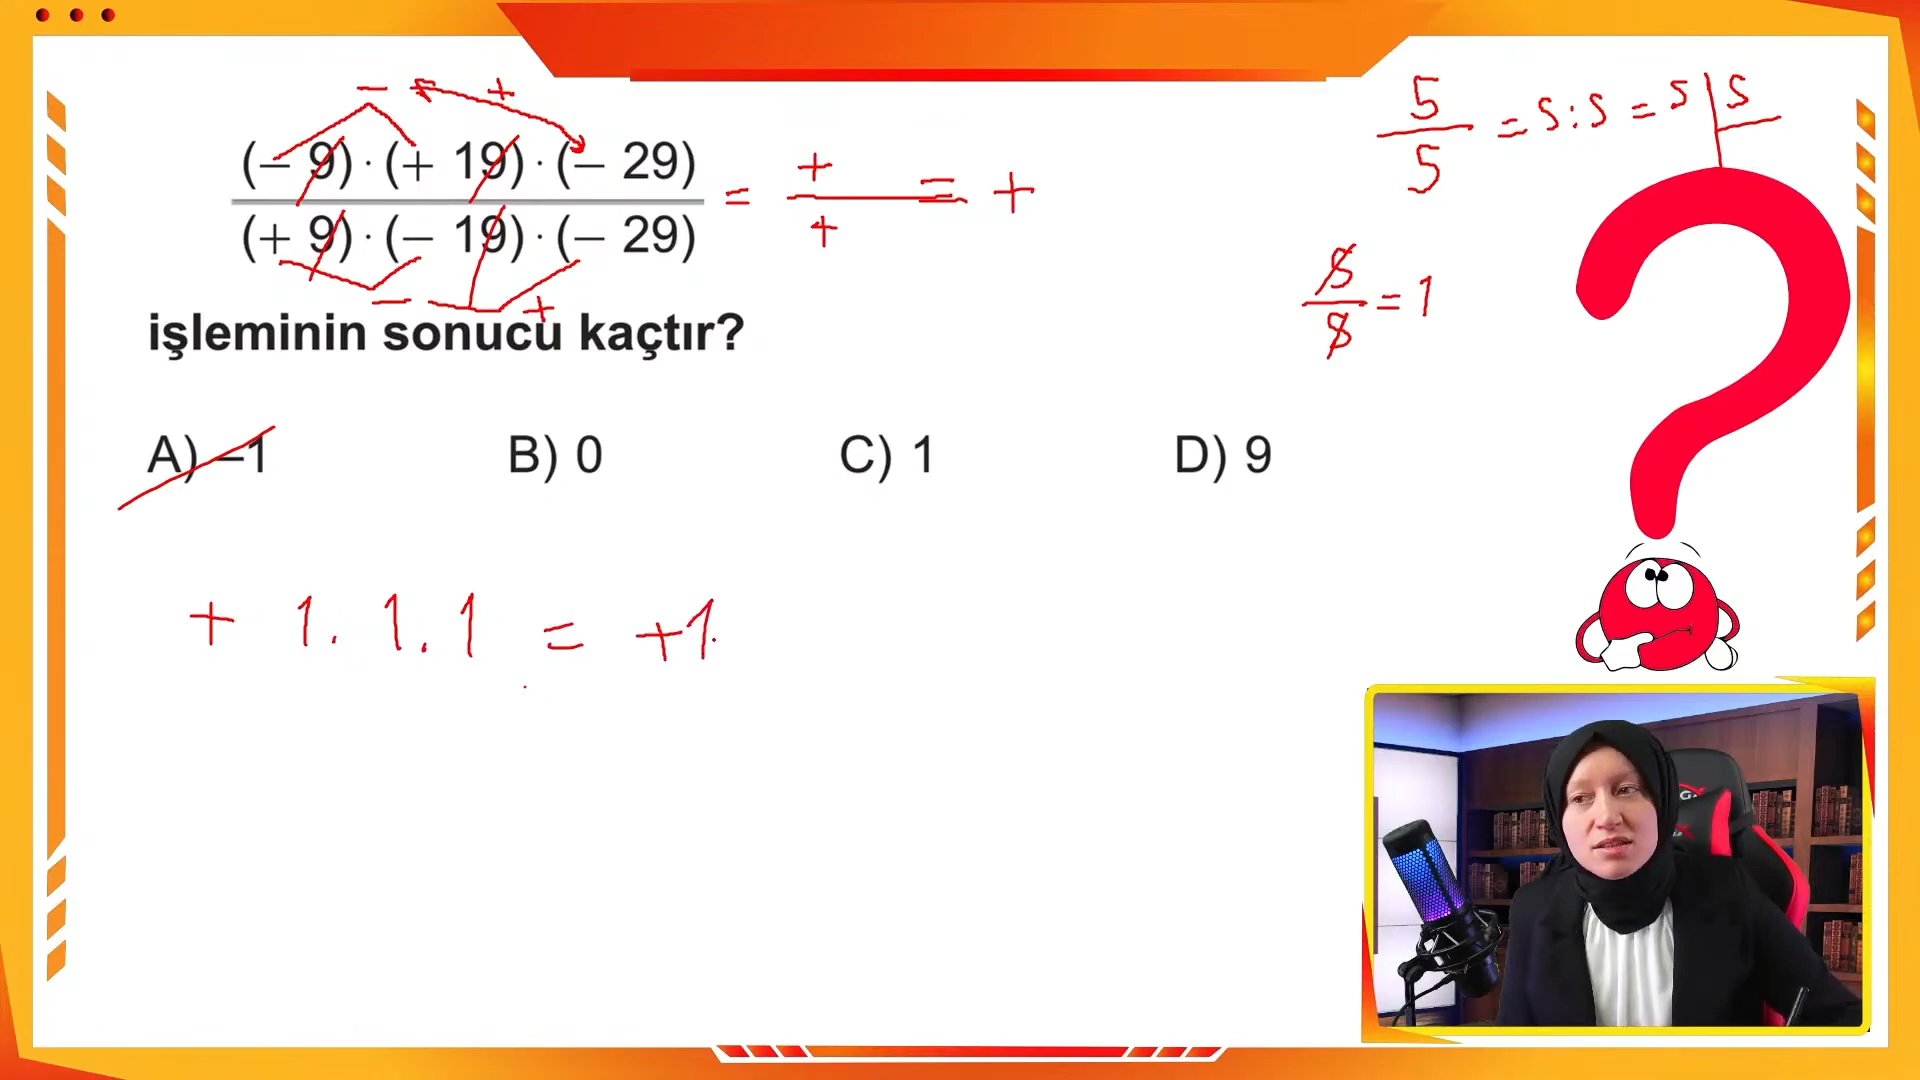 - +
(– 9) · (+ 19) · (– 29)
(+ 9) · (– 19) · (– 29)
= + / + = +
- +
5/5 = 5:5 = 5 | 5
8/8 = 1
işleminin sonucu kaçtır?
A) –1 B) 0 C) 1 D) 9
+ 1. 1. 1 = +1